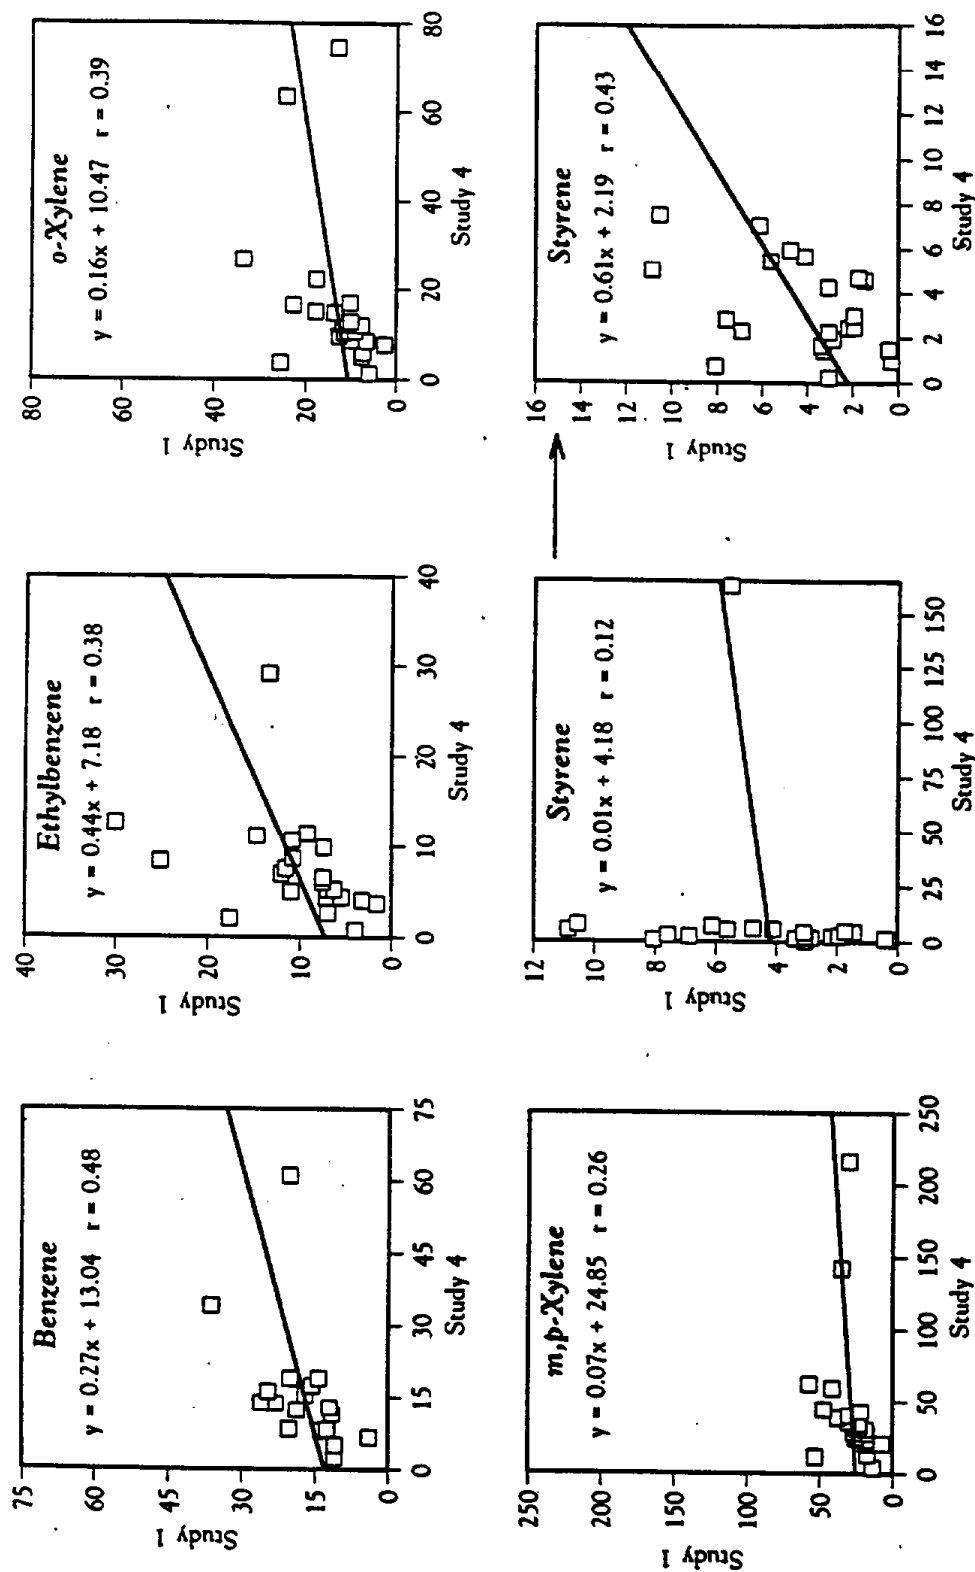 Benzene
y = 0.27x + 13.04 r = 0.48
75
60
45
30
15
0
Study 1
0 15 30 45 60 75
Study 4
Ethylbenzene
y = 0.44x + 7.18 r = 0.38
40
30
20
10
0
Study 1
0 10 20 30 40
Study 4
o-Xylene
y = 0.16x + 10.47 r = 0.39
80
60
40
20
0
Study 1
0 20 40 60 80
Study 4
m,p-Xylene
y = 0.07x + 24.85 r = 0.26
250
200
150
100
50
0
Study 1
0 50 100 150 200 250
Study 4
Styrene
y = 0.01x + 4.18 r = 0.12
12
10
8
6
4
2
0
Study 1
0 25 50 75 100 125 150
Study 4
Styrene
y = 0.61x + 2.19 r = 0.43
16
14
12
10
8
6
4
2
0
Study 1
0 2 4 6 8 10 12 14 16
Study 4